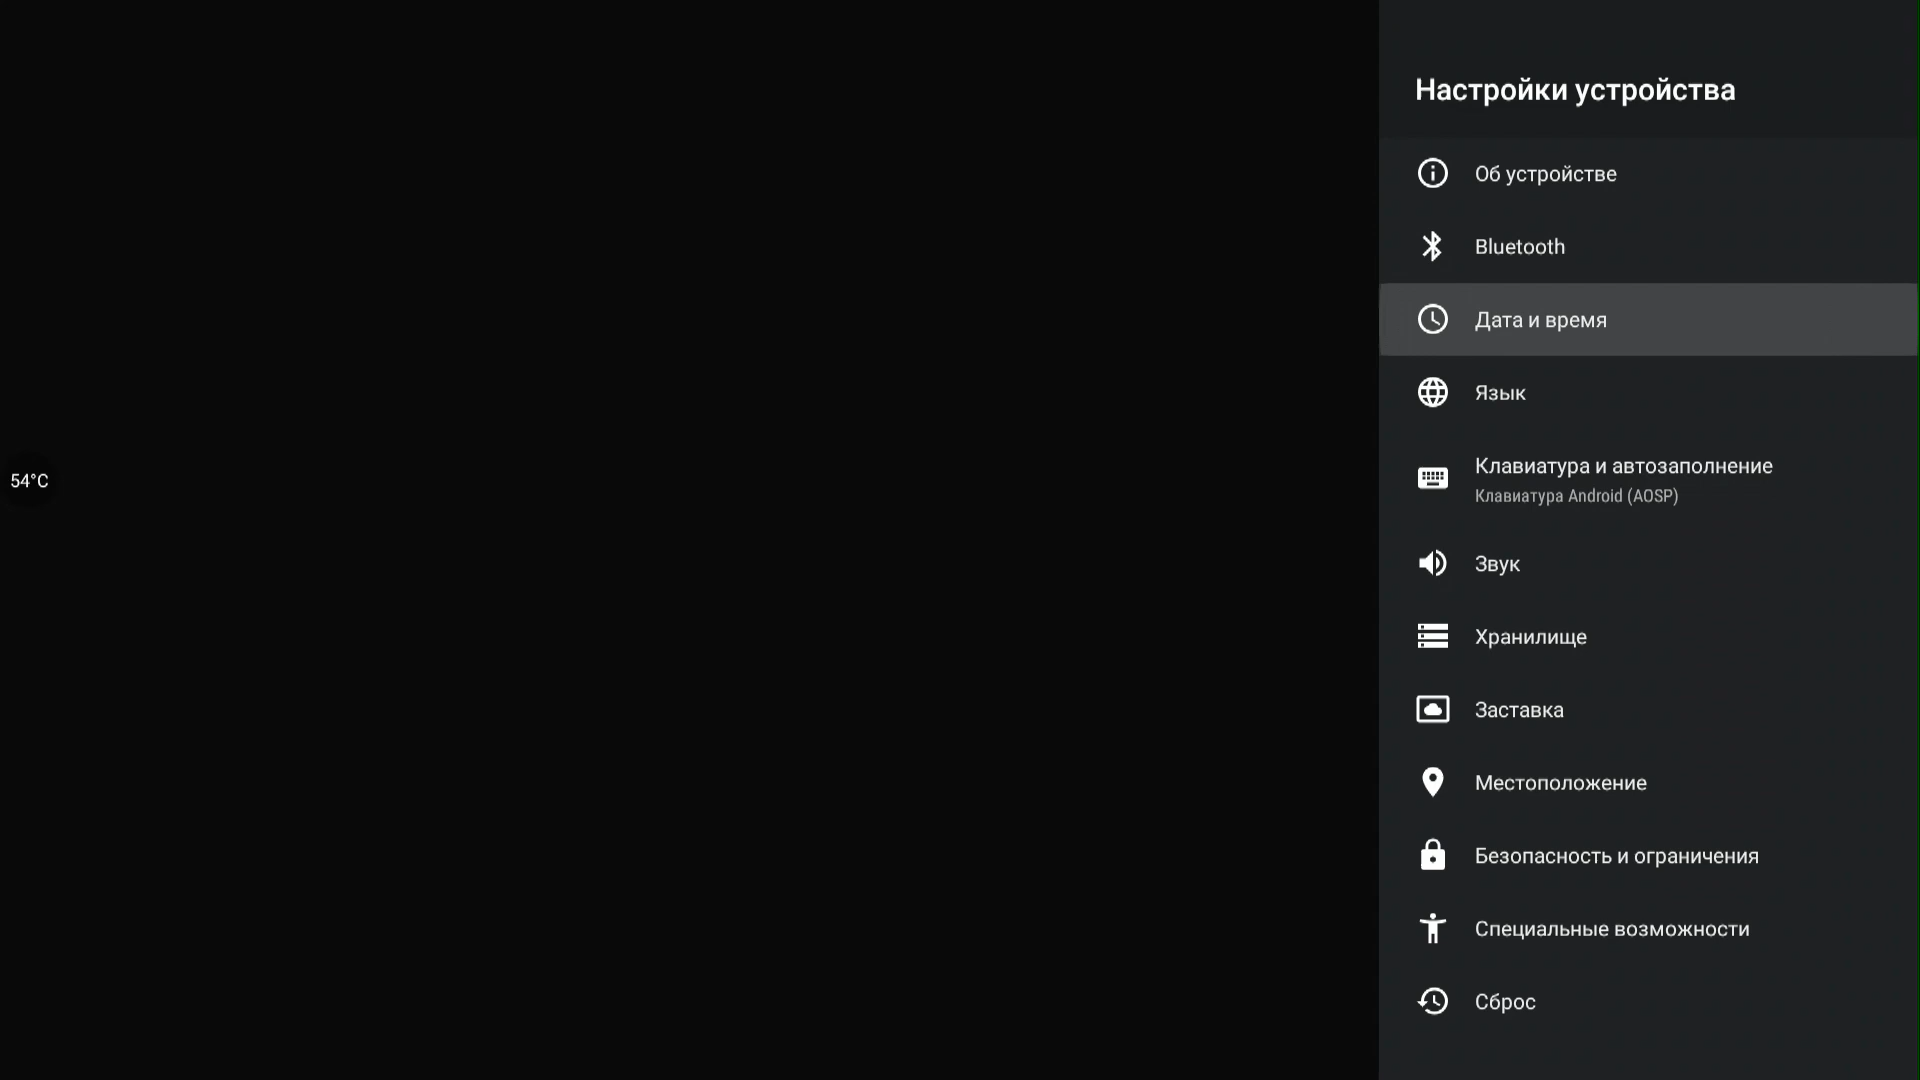 Настройки устройства
Об устройстве
Bluetooth
Дата и время
Язык
54°C
Клавиатура и автозаполнение
Клавиатура Android (AOSP)
Звук
Хранилище
Заставка
Местоположение
Безопасность и ограничения
Специальные возможности
Сброс